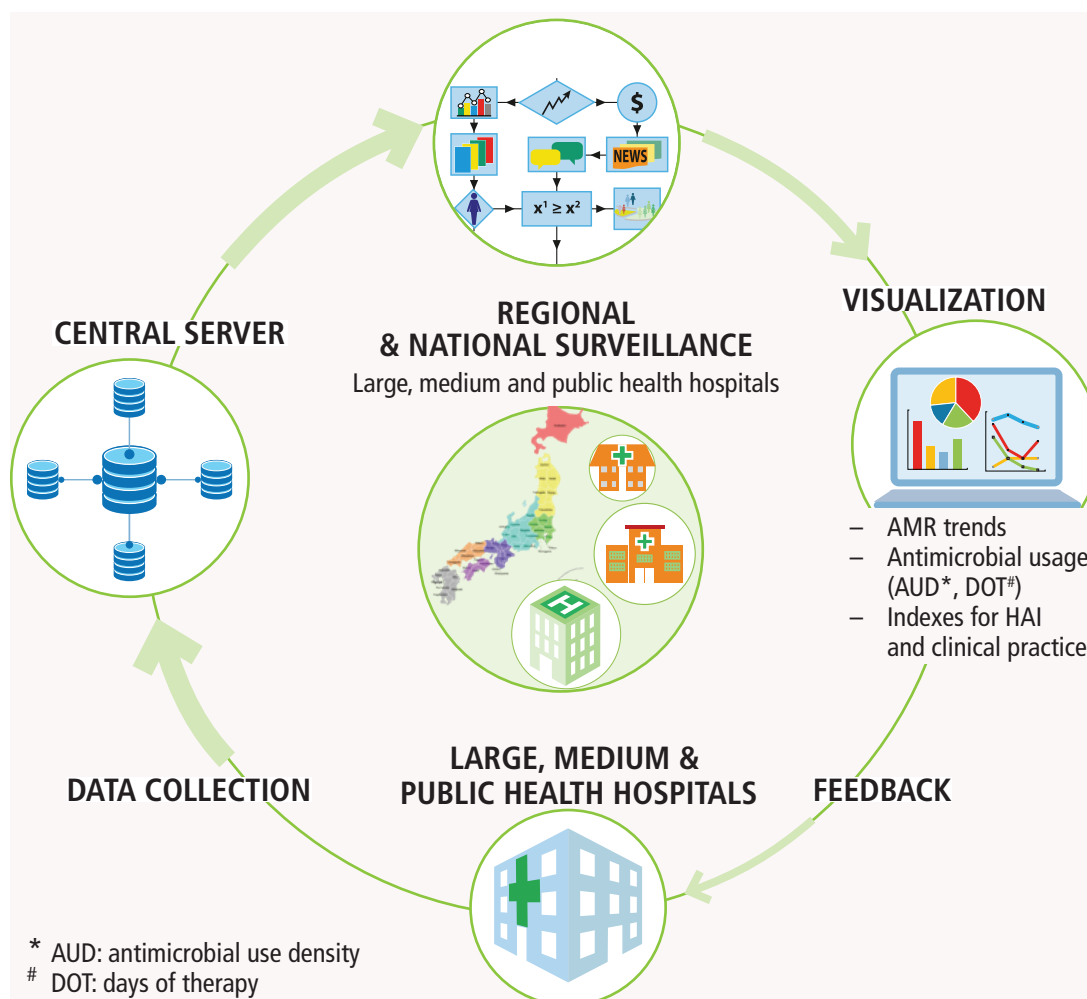 $
NEWS
x¹ ≥ x²
VISUALIZATION
CENTRAL SERVER
REGIONAL
& NATIONAL SURVEILLANCE
Large, medium and public health hospitals
H
– AMR trends
– Antimicrobial usage
(AUD*, DOT#)
– Indexes for HAI
and clinical practice
LARGE, MEDIUM &
PUBLIC HEALTH HOSPITALS
DATA COLLECTION
FEEDBACK
* AUD: antimicrobial use density
# DOT: days of therapy